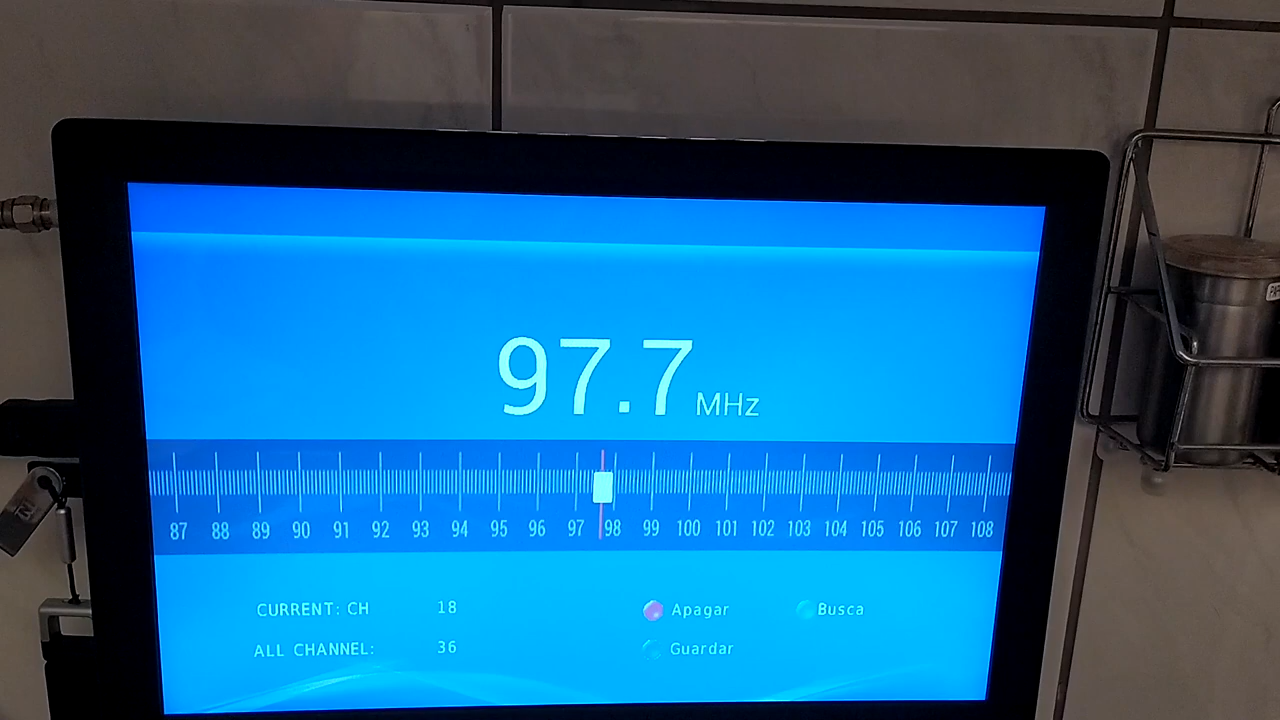 97.7 MHz
87 88 89 90 91 92 93 94 95 96 97 98 99 100 101 102 103 104 105 106 107 108
CURRENT: CH 18 Apagar Busca
ALL CHANNEL: 36 Guardar